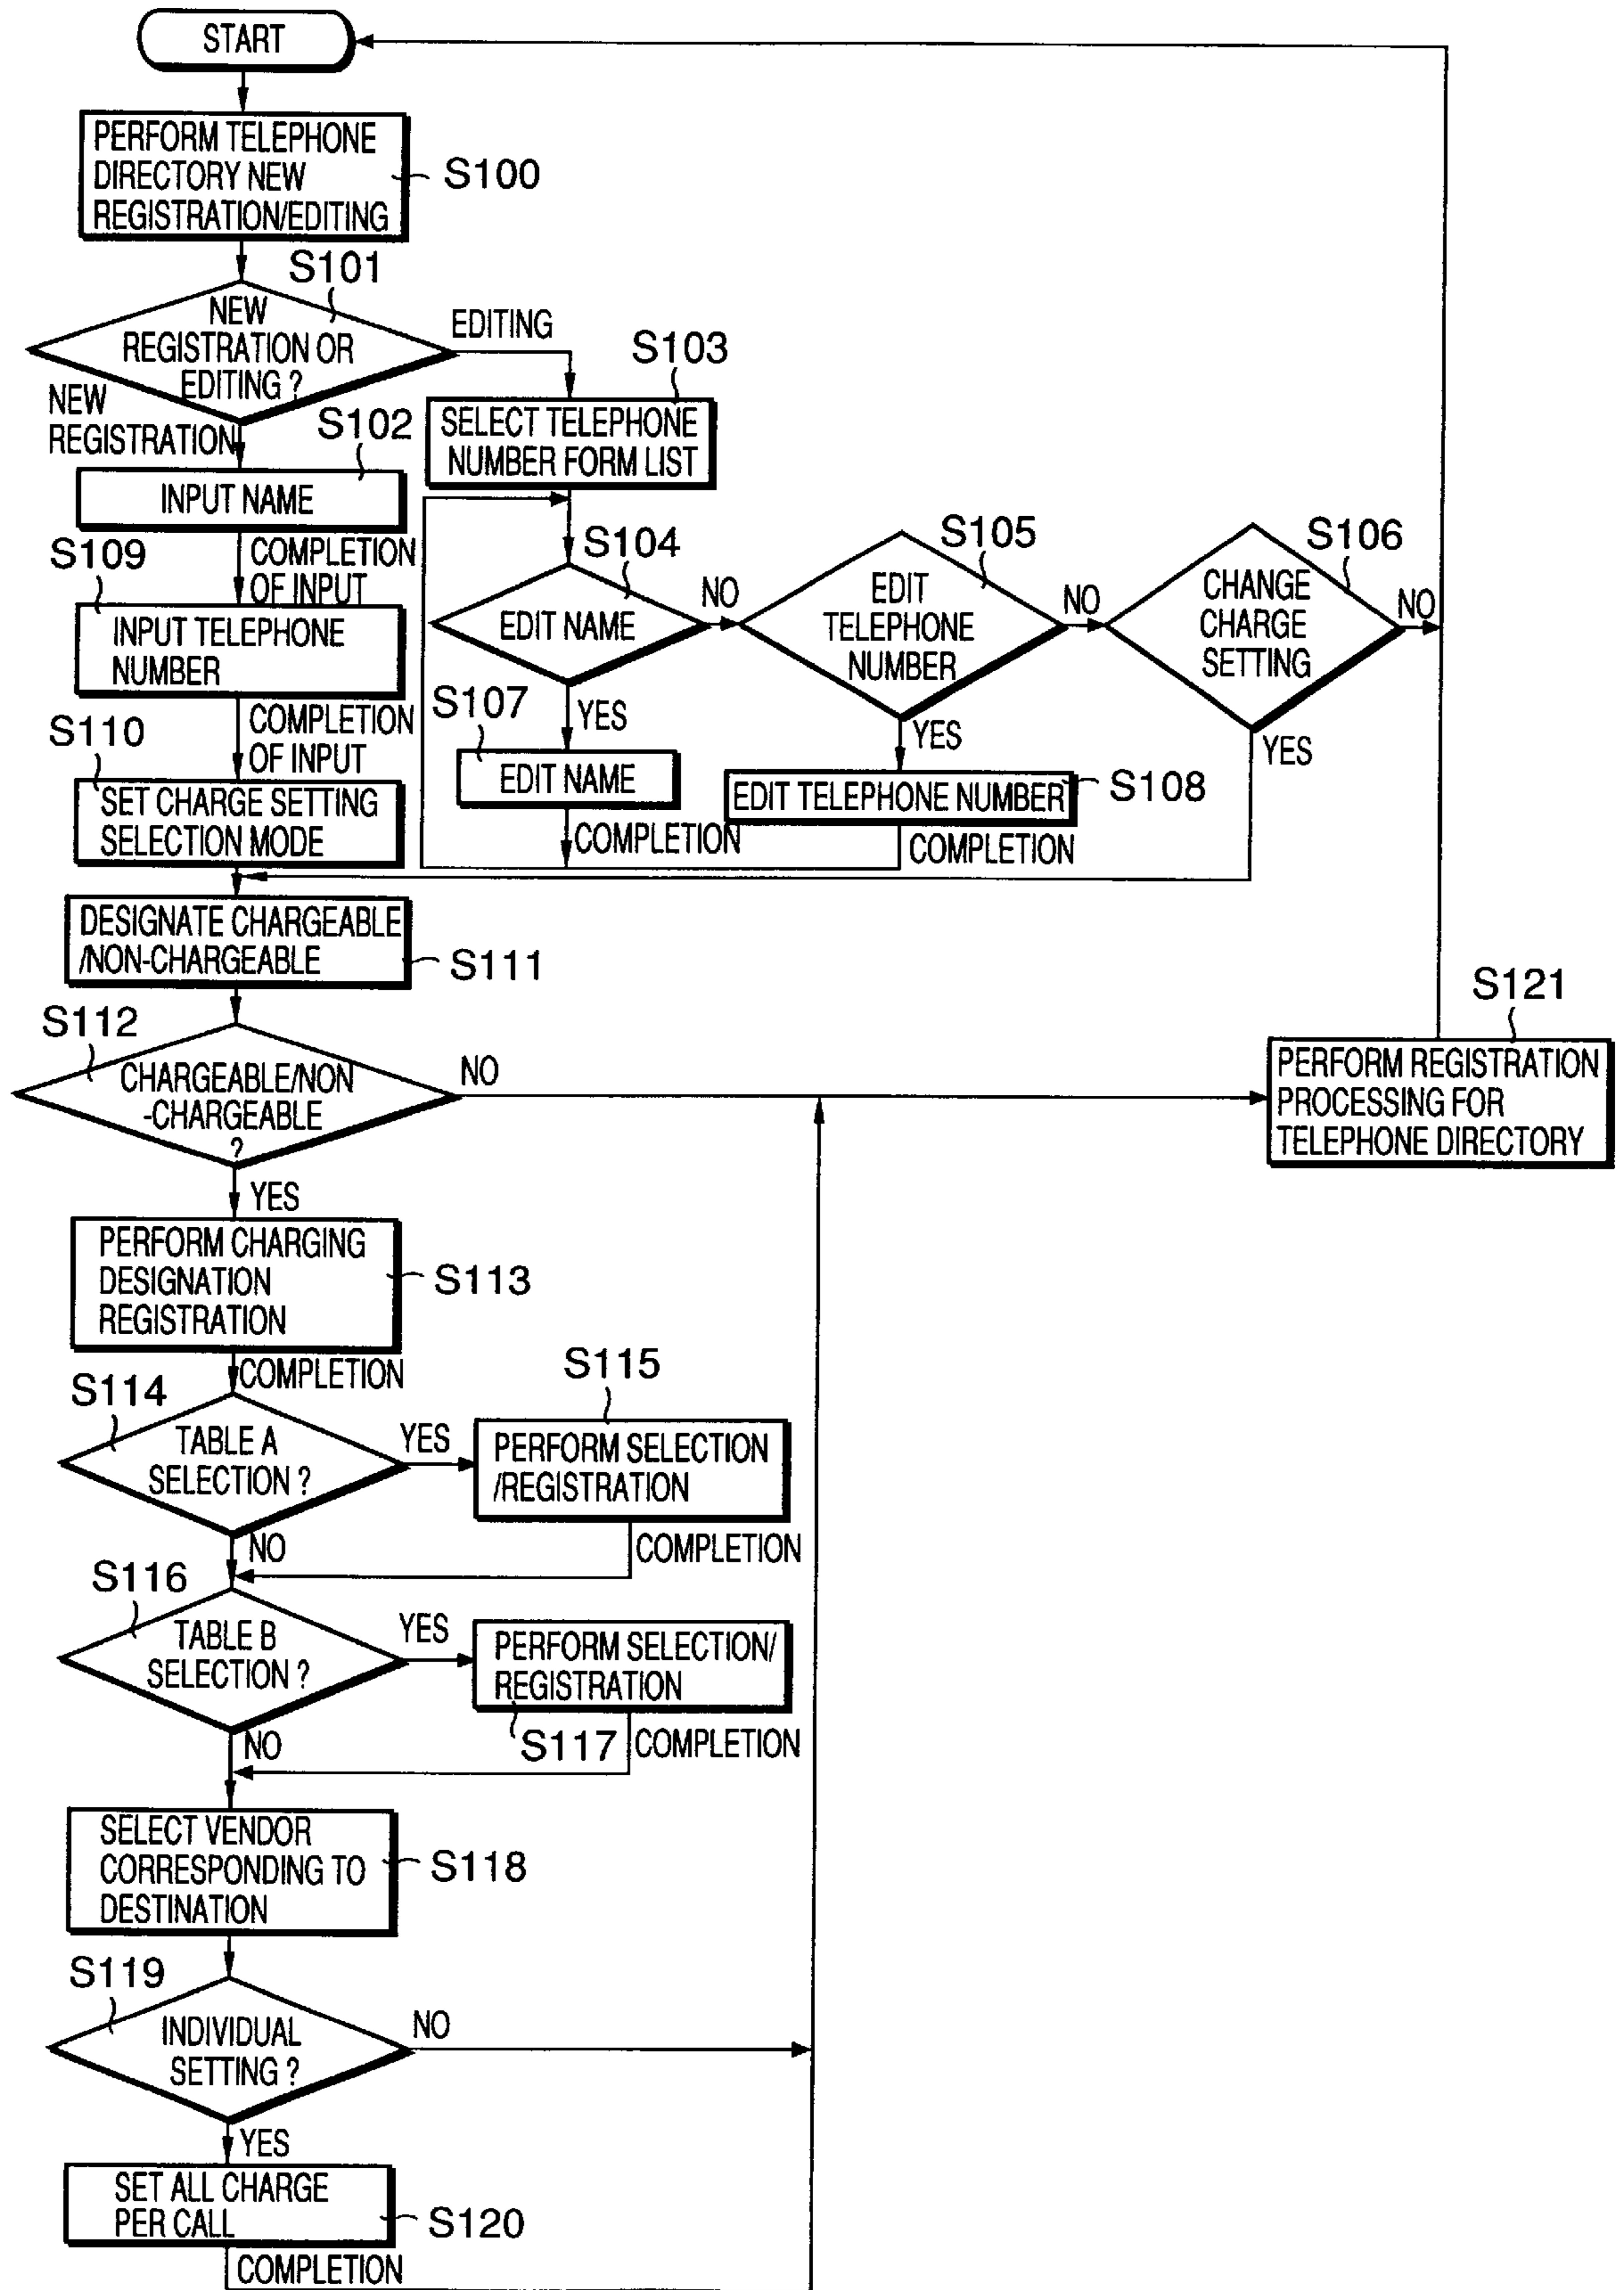 START
PERFORM TELEPHONE
DIRECTORY NEW
REGISTRATION/EDITING
S100
S101
NEW
REGISTRATION OR
EDITING ?
EDITING
NEW
REGISTRATION
S102
INPUT NAME
S103
SELECT TELEPHONE
NUMBER FORM LIST
COMPLETION
OF INPUT
S109
INPUT TELEPHONE
NUMBER
S104
EDIT NAME
NO
S105
EDIT
TELEPHONE
NUMBER
NO
S106
CHANGE
CHARGE
SETTING
NO
COMPLETION
OF INPUT
S110
SET CHARGE SETTING
SELECTION MODE
S107
YES
EDIT NAME
COMPLETION
YES
EDIT TELEPHONE NUMBER
S108
COMPLETION
YES
DESIGNATE CHARGEABLE
/NON-CHARGEABLE
S111
S112
CHARGEABLE/NON
-CHARGEABLE
?
NO
S121
PERFORM REGISTRATION
PROCESSING FOR
TELEPHONE DIRECTORY
YES
PERFORM CHARGING
DESIGNATION
REGISTRATION
S113
COMPLETION
S114
TABLE A
SELECTION ?
YES
S115
PERFORM SELECTION
/REGISTRATION
NO
COMPLETION
S116
TABLE B
SELECTION ?
YES
PERFORM SELECTION/
REGISTRATION
S117
COMPLETION
NO
SELECT VENDOR
CORRESPONDING TO
DESTINATION
S118
S119
INDIVIDUAL
SETTING ?
NO
YES
SET ALL CHARGE
PER CALL
S120
COMPLETION